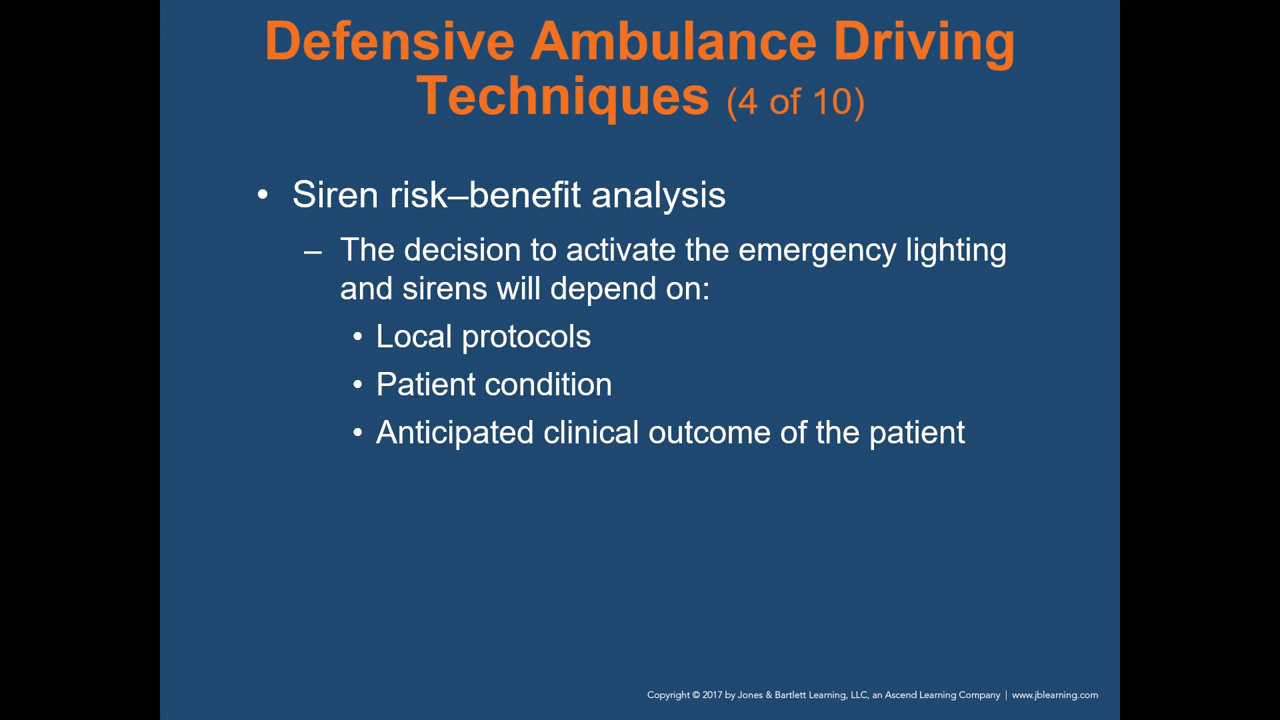 Defensive Ambulance Driving
Techniques (4 of 10)
• Siren risk–benefit analysis
– The decision to activate the emergency lighting
and sirens will depend on:
• Local protocols
• Patient condition
• Anticipated clinical outcome of the patient
Copyright © 2017 by Jones & Bartlett Learning, LLC, an Ascend Learning Company | www.jblearning.com